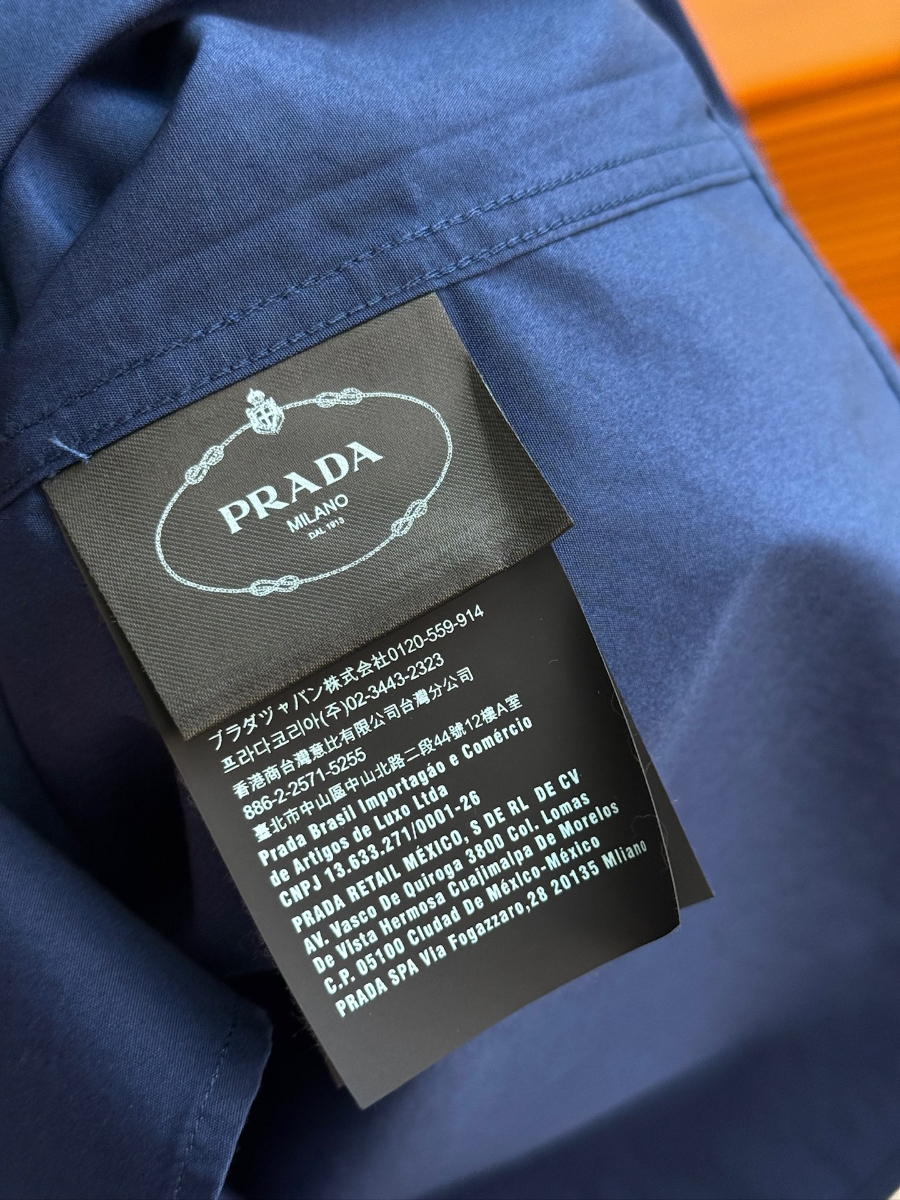 PRADA
MILANO
DAL 1913
プラダヅャバン株式会社0120-559-914
프라다코리아(주)02-3443-2323
香港商台灣意比有限公司台灣分公司
886-2-2571-5255
臺北市中山區中山北路二段44號12樓A室
Prada Brasil Importagáo e Comércio
de Artigos de Luxo Ltda
CNPJ 13.633.271/0001-26
PRADA RETAIL MÉXICO, S DE RL DE CV
AV. Vasco De Quiroga 3800 Col. Lomas
De Vista Hermosa Cuajimalpa De Morelos
C.P. 05100 Ciudad De México-México
PRADA SPA Via Fogazzaro,28 20135 Milano